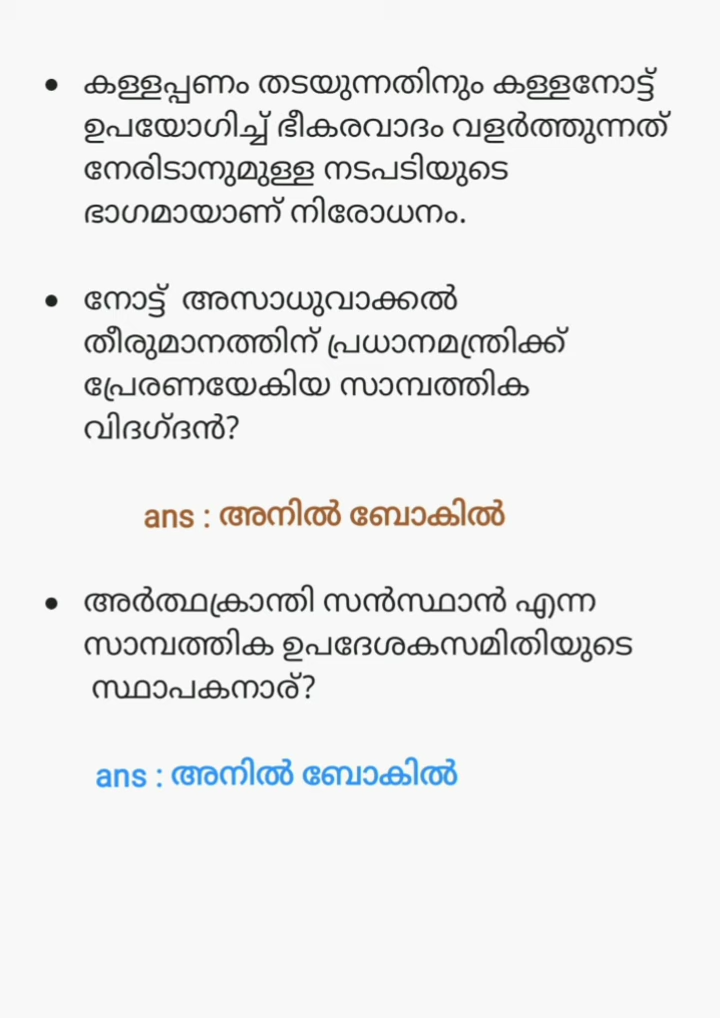 • കള്ളപ്പണം തടയുന്നതിനും കള്ളനോട്ട്
ഉപയോഗിച്ച് ഭീകരവാദം വളർത്തുന്നത്
നേരിടാനുമുള്ള നടപടിയുടെ
ഭാഗമായാണ് നിരോധനം.
• നോട്ട് അസാധുവാക്കൽ
തീരുമാനത്തിന് പ്രധാനമന്ത്രിക്ക്
പ്രേരണയേകിയ സാമ്പത്തിക
വിദഗ്ദൻ?
ans : അനിൽ ബോകിൽ
• അർത്ഥക്രാന്തി സൻസ്ഥാൻ എന്ന
സാമ്പത്തിക ഉപദേശകസമിതിയുടെ
സ്ഥാപകനാര്?
ans : അനിൽ ബോകിൽ